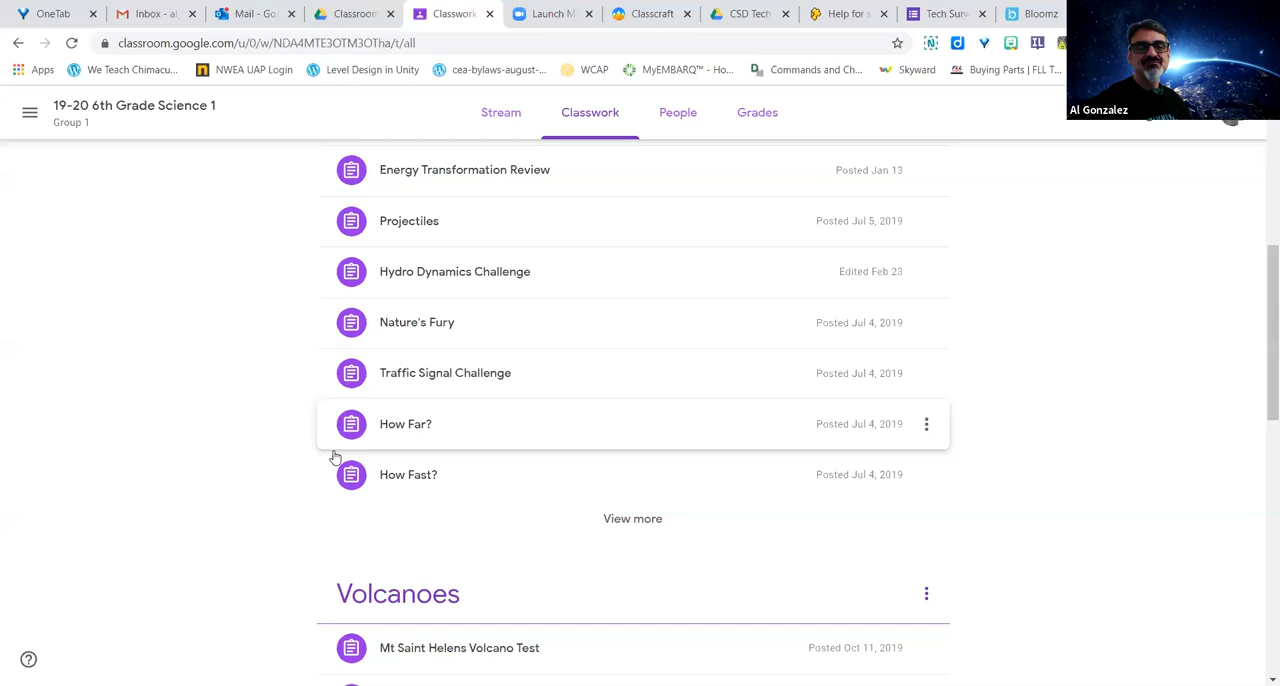 OneTab
Inbox - al
Mail - Go
Classroom
Classwork
Launch M
Classcraft
CSD Tech
Help for s
Tech Surv
Bloomz
classroom.google.com/u/0/w/NDA4MTE3OTM3OTha/t/all
Apps
We Teach Chimacu...
NWEA UAP Login
Level Design in Unity
cea-bylaws-august-...
WCAP
MyEMBARQ™ - Ho...
Commands and Ch...
Skyward
Buying Parts | FLL T...
Al Gonzalez
19-20 6th Grade Science 1
Group 1
Stream
Classwork
People
Grades
Energy Transformation Review
Posted Jan 13
Projectiles
Posted Jul 5, 2019
Hydro Dynamics Challenge
Edited Feb 23
Nature's Fury
Posted Jul 4, 2019
Traffic Signal Challenge
Posted Jul 4, 2019
How Far?
Posted Jul 4, 2019
How Fast?
Posted Jul 4, 2019
View more
Volcanoes
Mt Saint Helens Volcano Test
Posted Oct 11, 2019